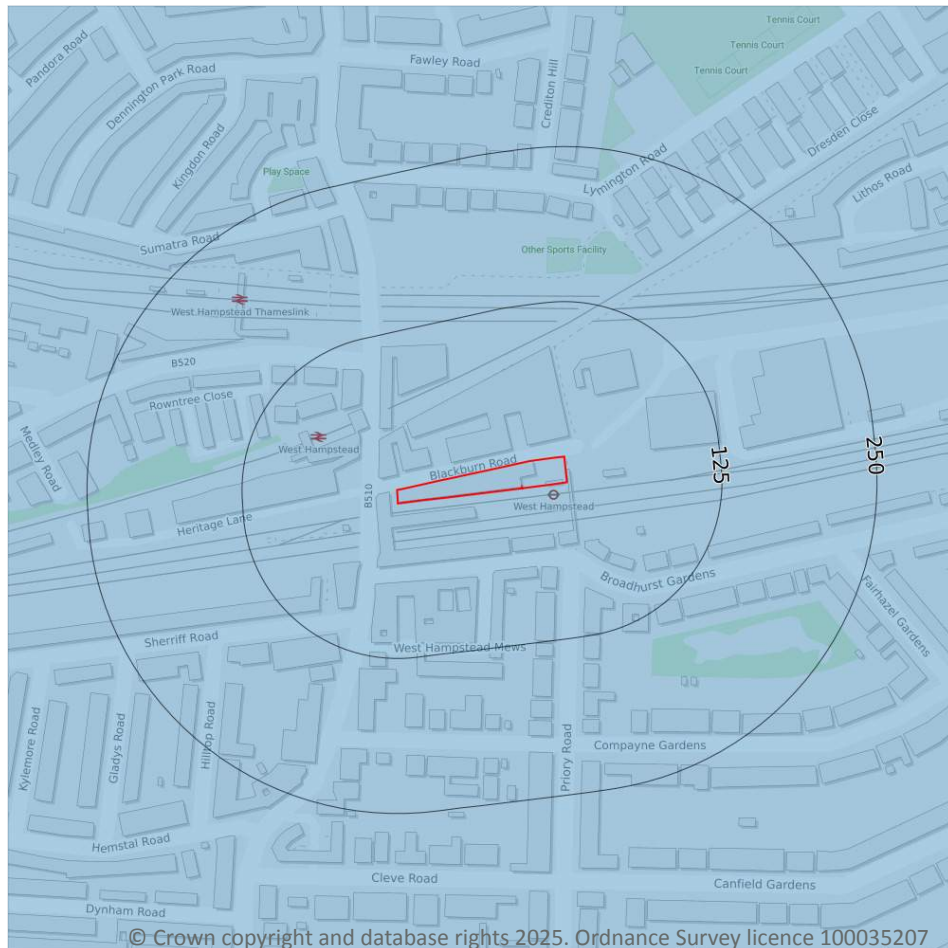 Tennis Court
Tennis Court
Tennis Court
Pandora Road
Dennington Park Road
Fawley Road
Crediton Hill
Kingdon Road
Dresden Close
Play Space
Lymington Road
Lithos Road
Sumatra Road
Other Sports Facility
West Hampstead Thameslink
B520
Rowntree Close
Medley Road
West Hampstead
125
250
Blackburn Road
B510
West Hampstead
Heritage Lane
Broadhurst Gardens
Fairhazel Gardens
Sherriff Road
West Hampstead Mews
Kylemore Road
Gladys Road
Hilltop Road
Compayne Gardens
Priory Road
Hemstal Road
Cleve Road
Canfield Gardens
Dynham Road
© Crown copyright and database rights 2025. Ordnance Survey licence 100035207